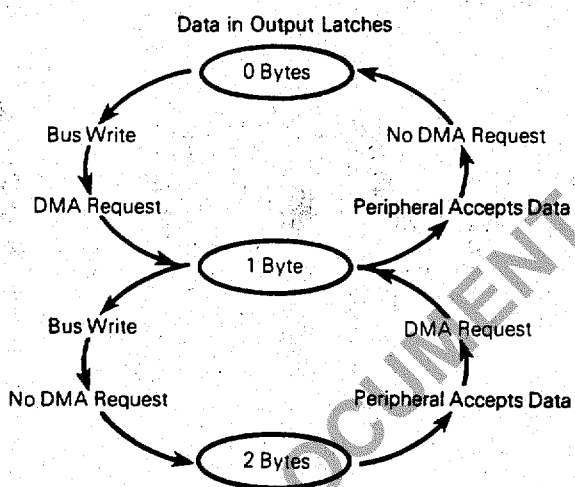 Data in Output Latches
0 Bytes
Bus Write
No DMA Request
DMA Request
Peripheral Accepts Data
1 Byte
Bus Write
DMA Request
No DMA Request
Peripheral Accepts Data
2 Bytes
OCUMENT